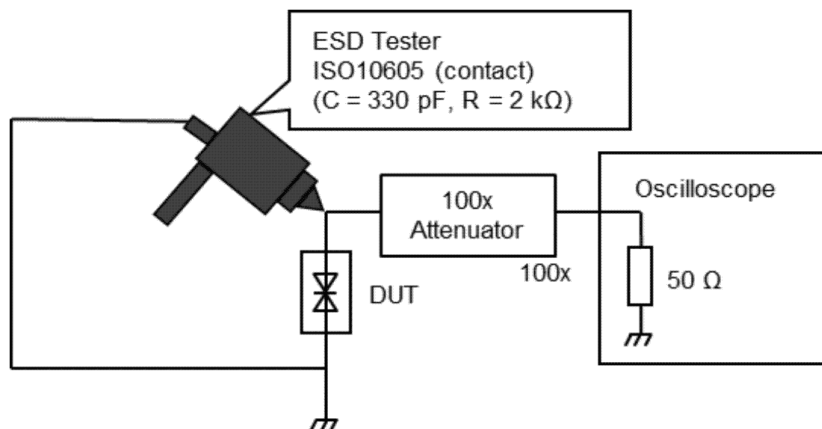 ESD Tester
ISO10605 (contact)
(C = 330 pF, R = 2 kΩ)
100x
Attenuator
100x
Oscilloscope
50 Ω
DUT